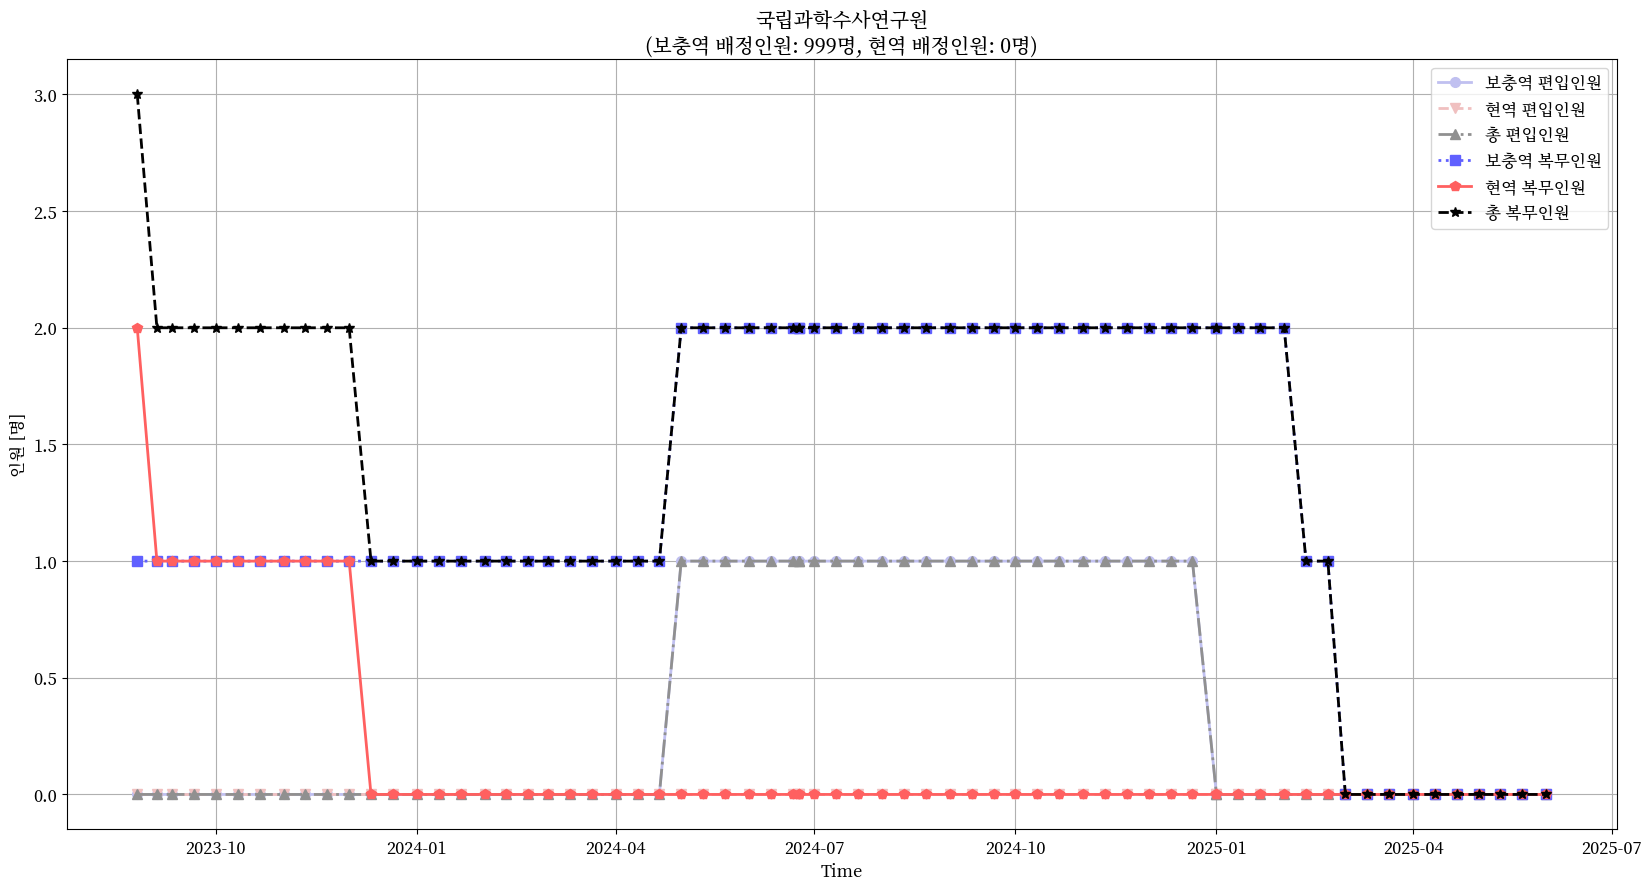 국립과학수사연구원
(보충역 배정인원: 999명, 현역 배정인원: 0명)
보충역 편입인원
현역 편입인원
총 편입인원
보충역 복무인원
현역 복무인원
총 복무인원
3.0
2.5
2.0
1.5
1.0
0.5
0.0
인원 [명]
2023-10
2024-01
2024-04
2024-07
2024-10
2025-01
2025-04
2025-07
Time